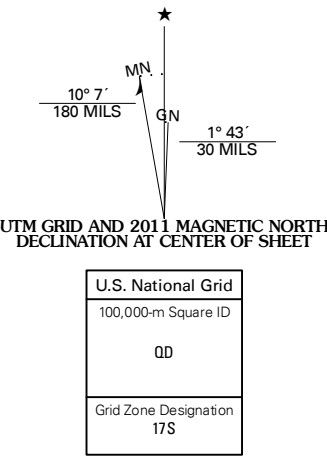 ★
MN
10° 7´
180 MILS
GN
1° 43´
30 MILS
UTM GRID AND 2011 MAGNETIC NORTH
DECLINATION AT CENTER OF SHEET
U.S. National Grid
100,000-m Square ID
QD
Grid Zone Designation
17S